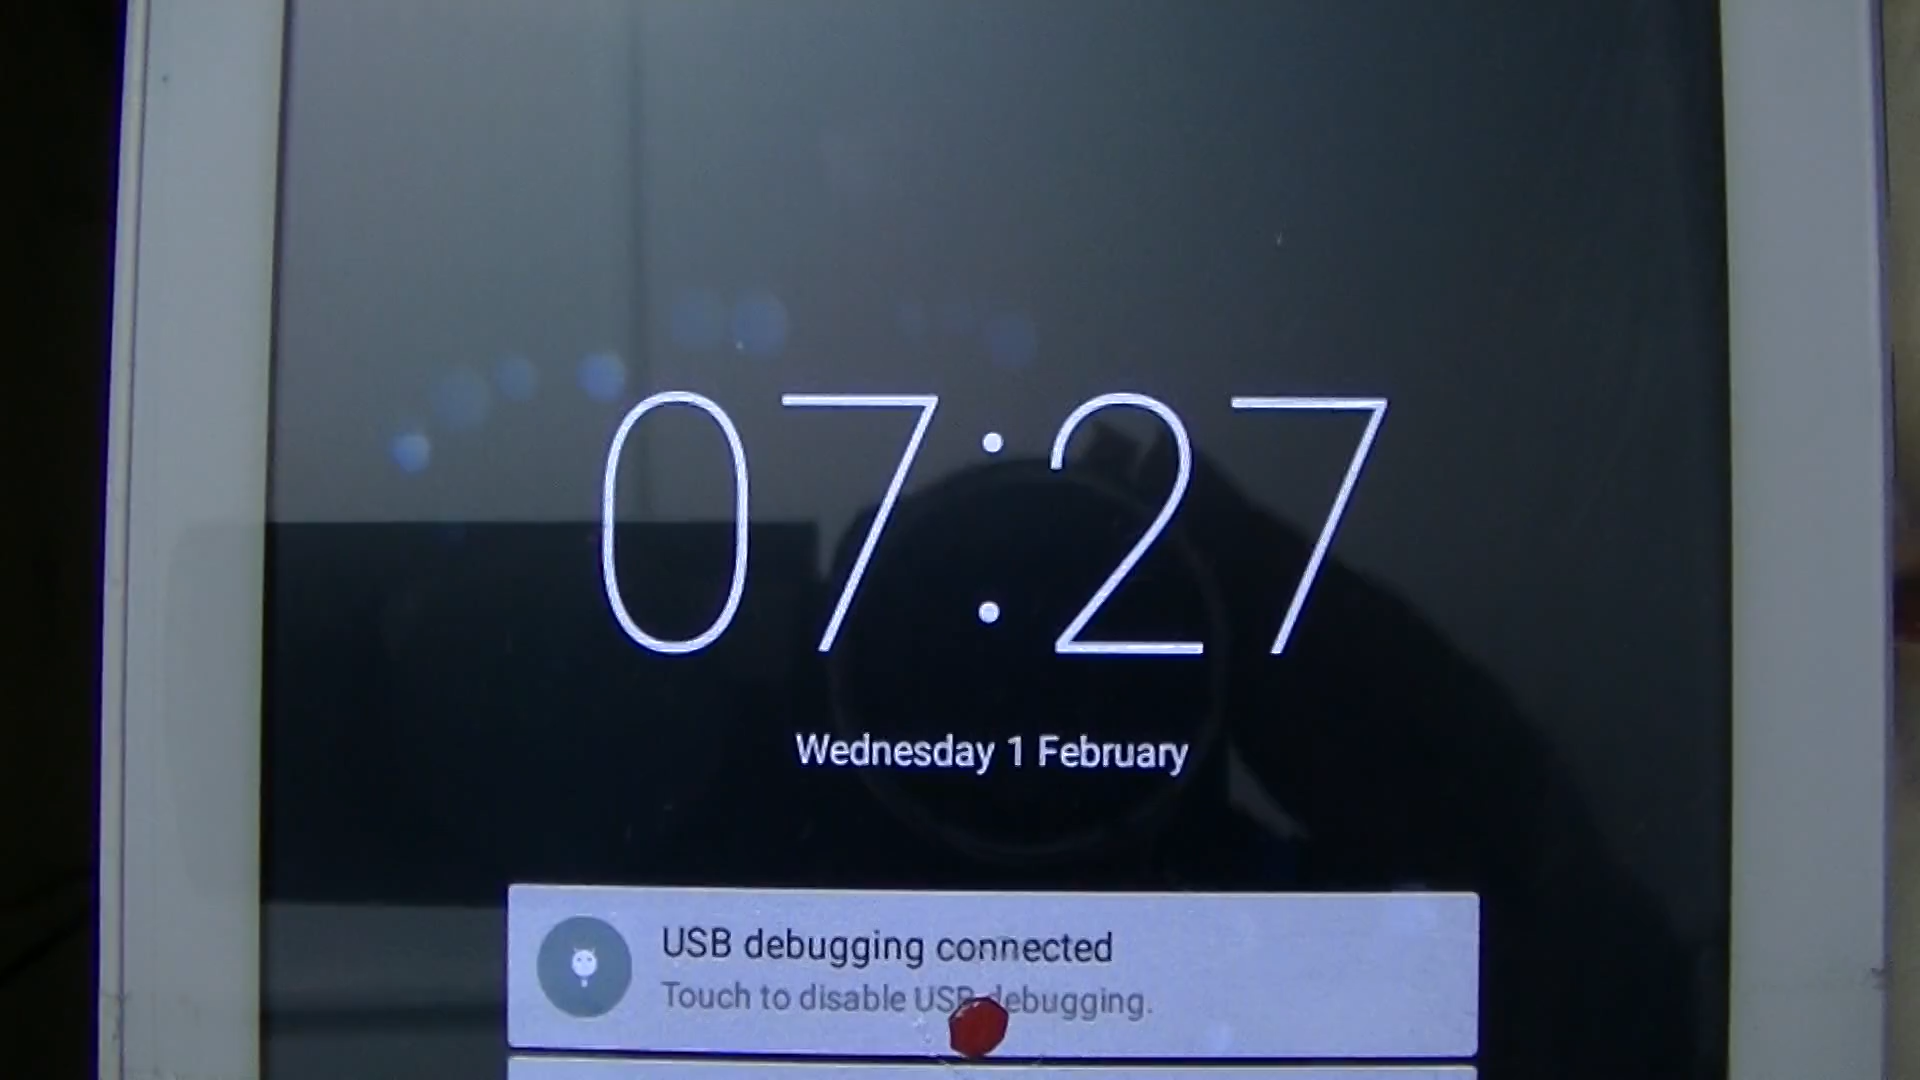 07:27
Wednesday 1 February
USB debugging connected
Touch to disable USB debugging.